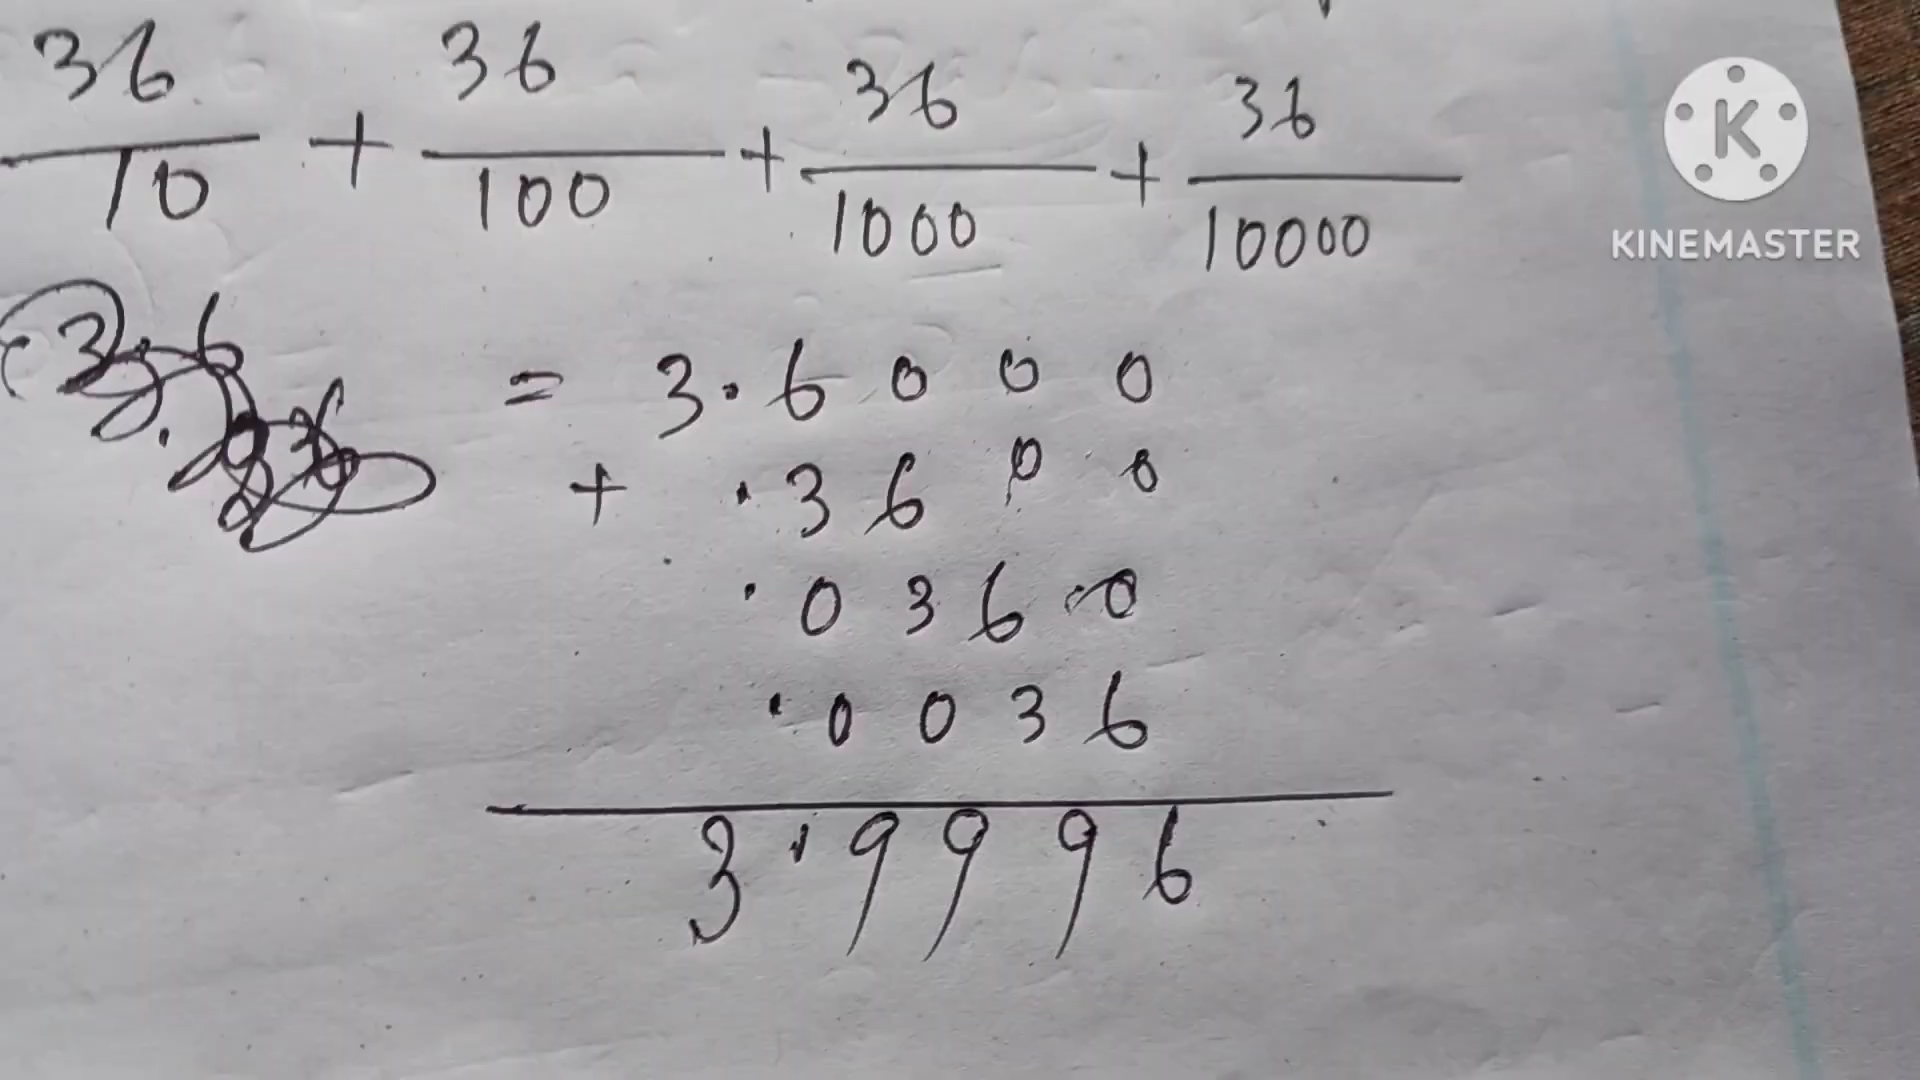 36/10 + 36/100 + 36/1000 + 36/10000
= 3.6000
+ .3600
.0360
.0036
3.9996
KINEMASTER